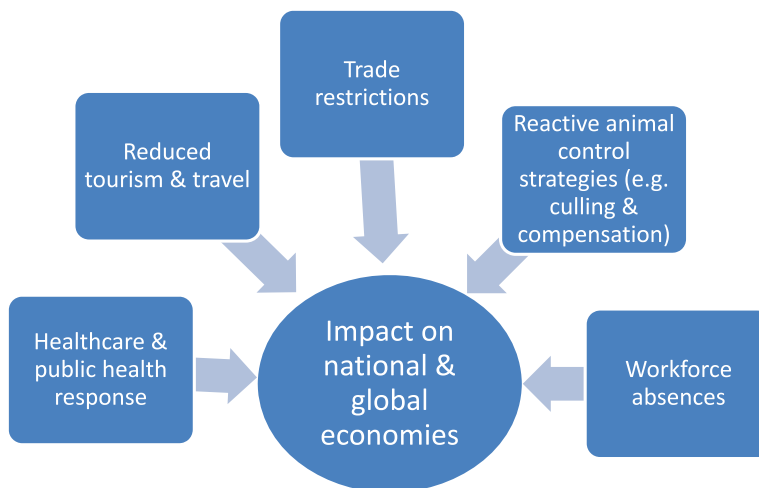 Trade
restrictions
Reduced
tourism & travel
Reactive animal
control
strategies (e.g.
culling &
compensation)
Healthcare &
public health
response
Impact on
national &
global
economies
Workforce
absences